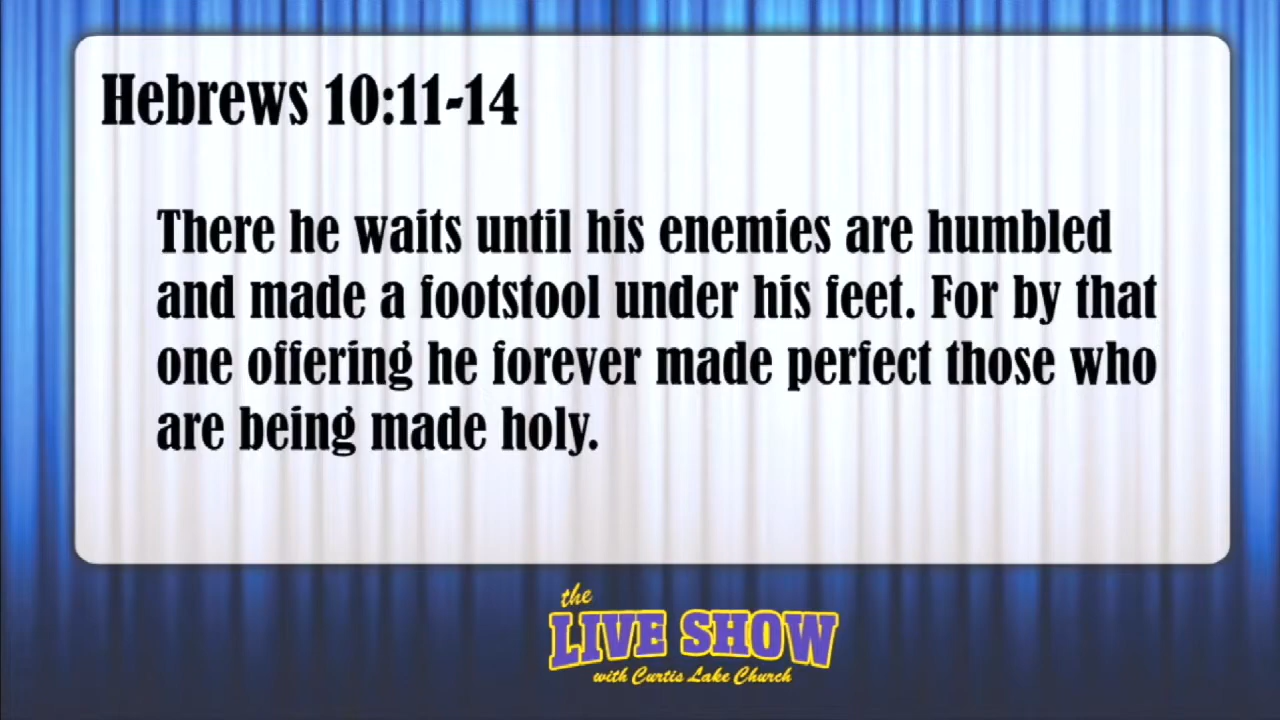 Hebrews 10:11-14
There he waits until his enemies are humbled
and made a footstool under his feet. For by that
one offering he forever made perfect those who
are being made holy.
the
LIVE SHOW
with Curtis Lake Church